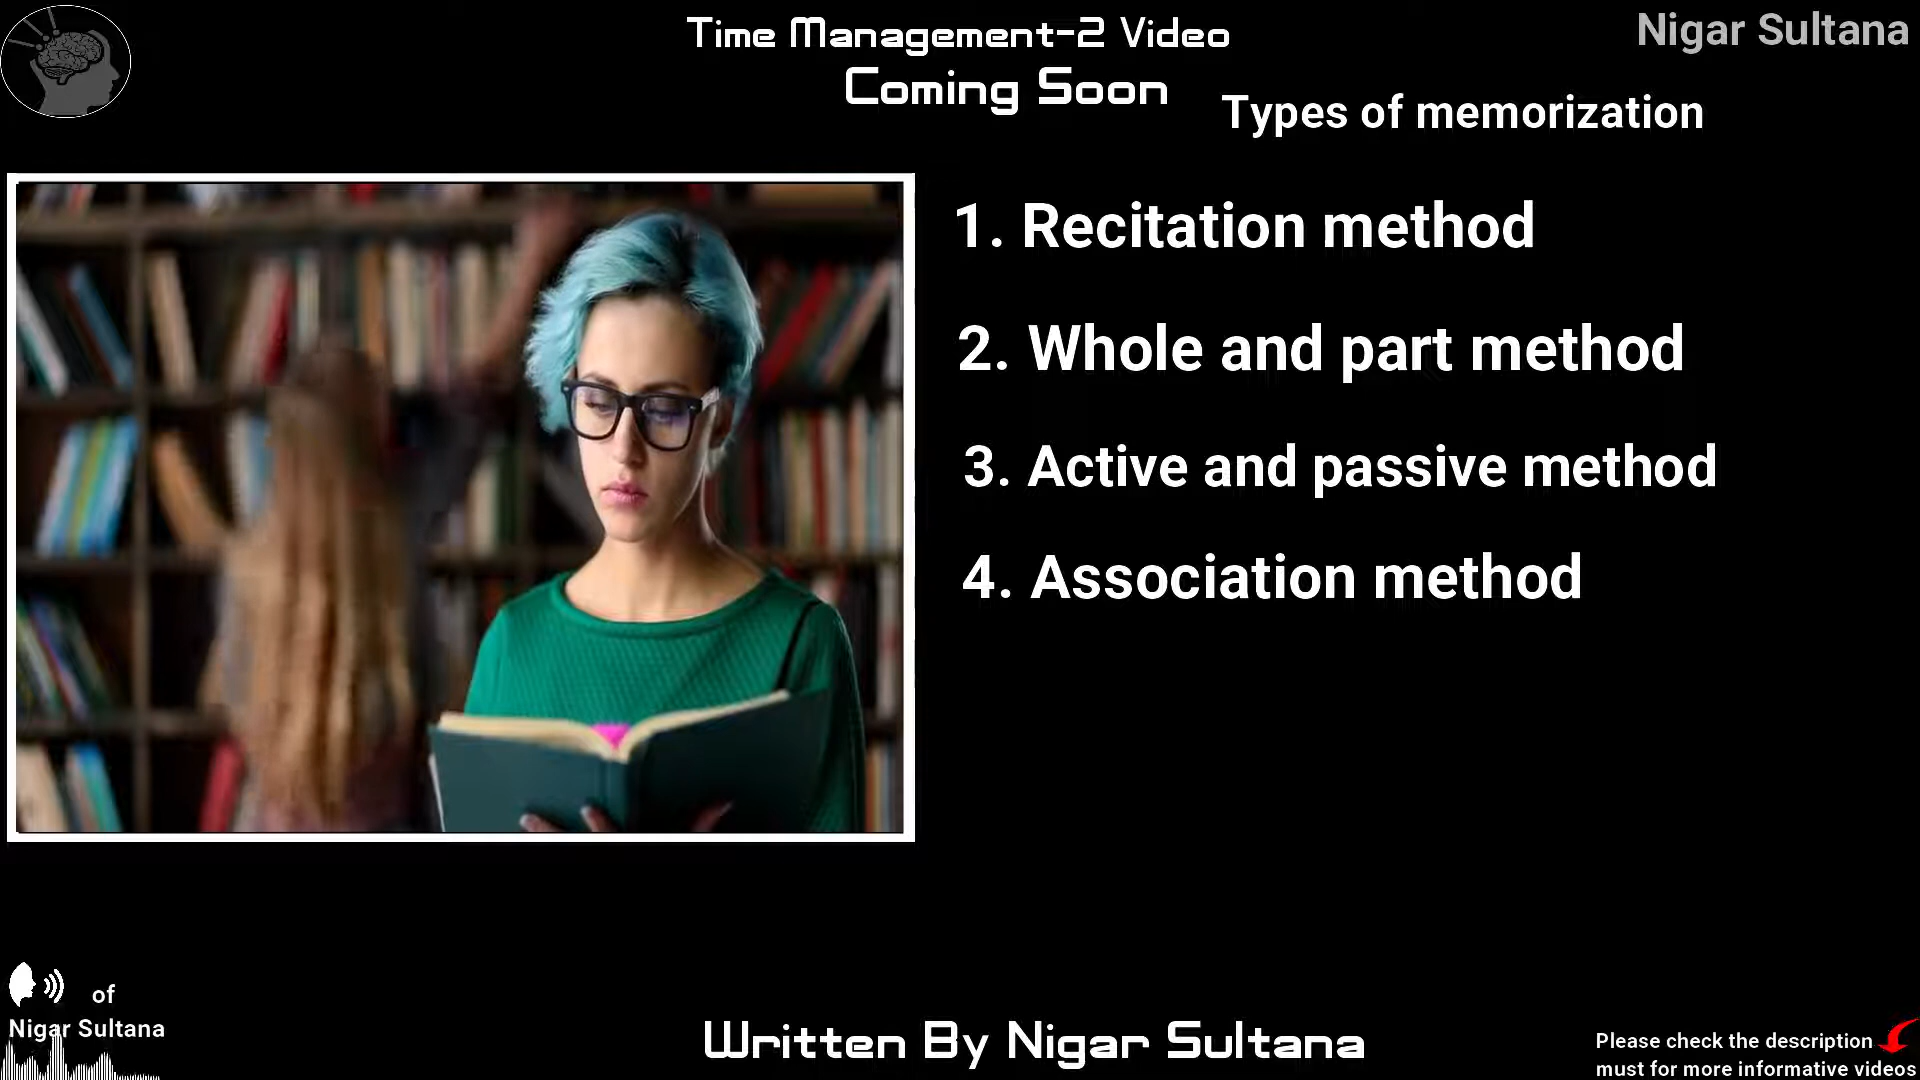 Time Management-2 Video
Coming Soon
Nigar Sultana
Types of memorization
1. Recitation method
2. Whole and part method
3. Active and passive method
4. Association method
of
Nigar Sultana
Written By Nigar Sultana
Please check the description
must for more informative videos